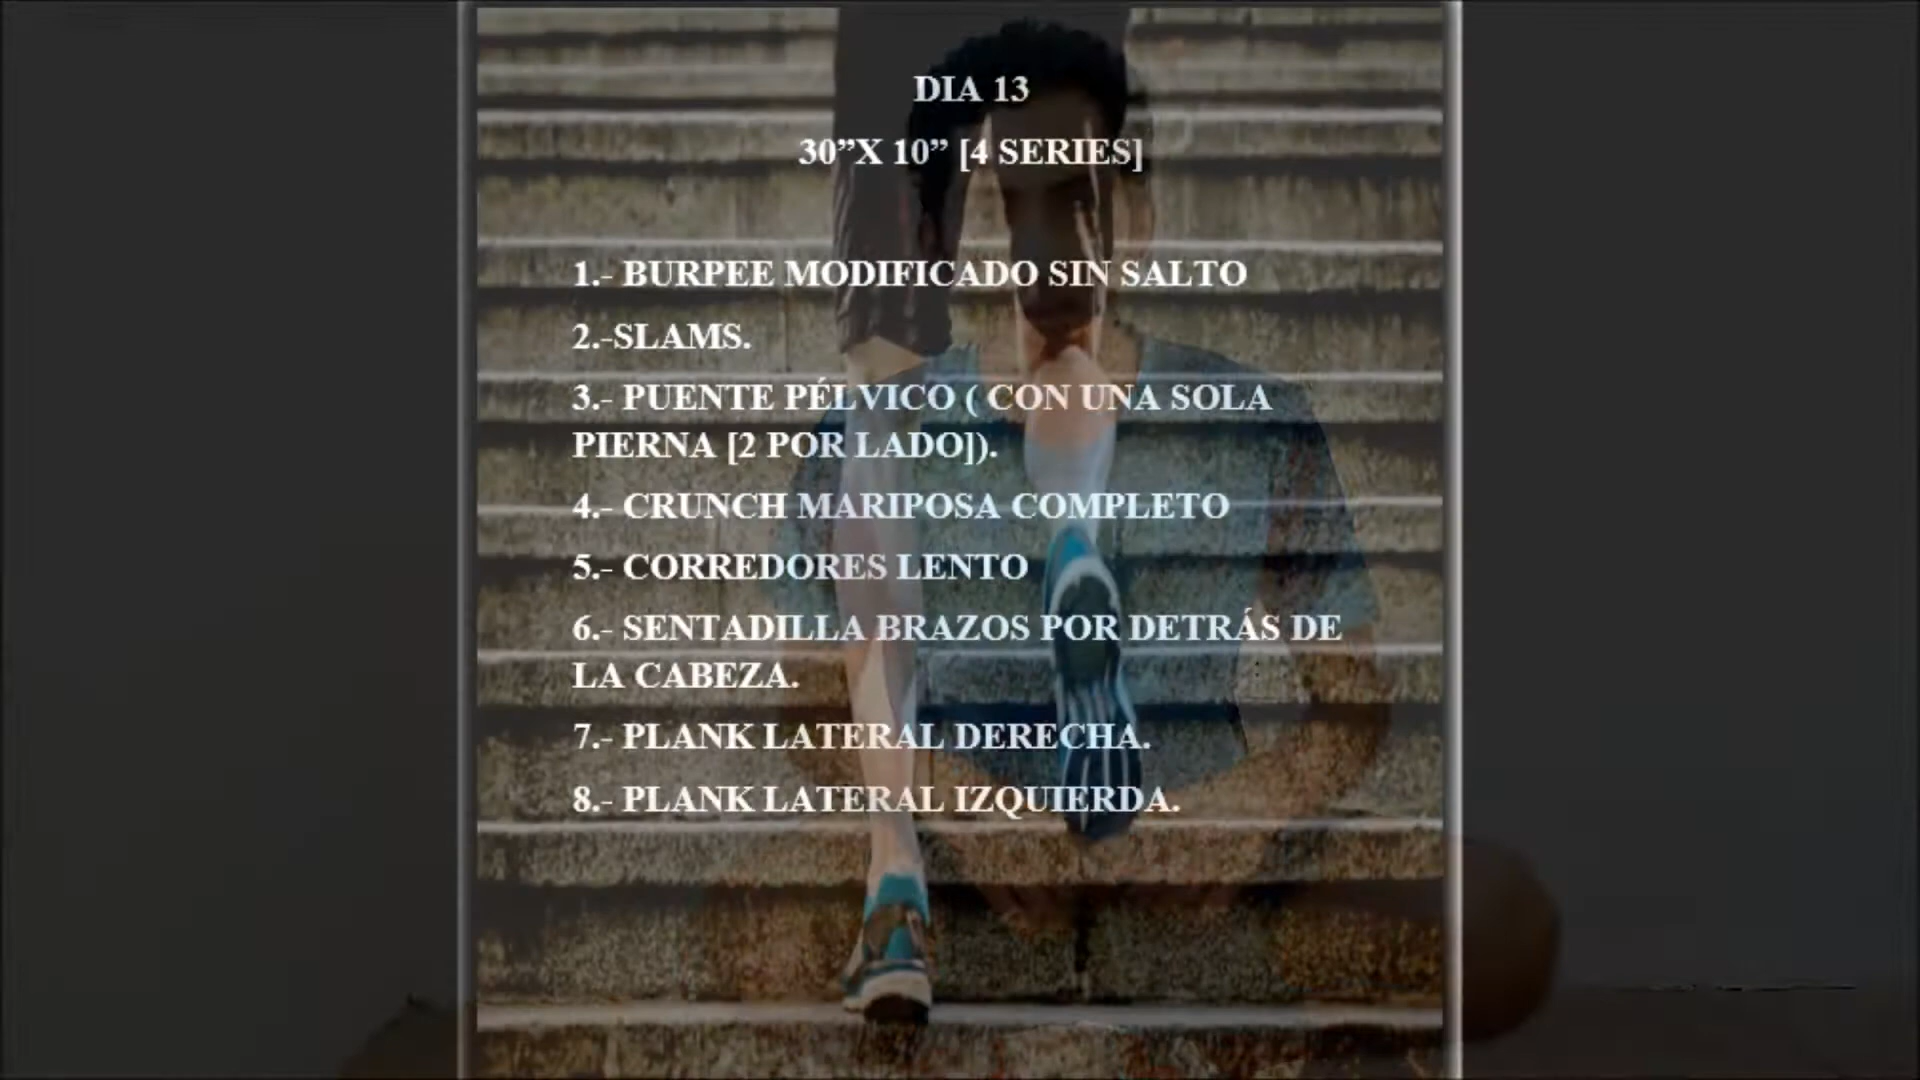 DIA 13
30”X 10” [4 SERIES]
1.- BURPEE MODIFICADO SIN SALTO
2.-SLAMS.
3.- PUENTE PÉLVICO ( CON UNA SOLA
PIERNA [2 POR LADO]).
4.- CRUNCH MARIPOSA COMPLETO
5.- CORREDORES LENTO
6.- SENTADILLA BRAZOS POR DETRÁS DE
LA CABEZA.
7.- PLANK LATERAL DERECHA.
8.- PLANK LATERAL IZQUIERDA.